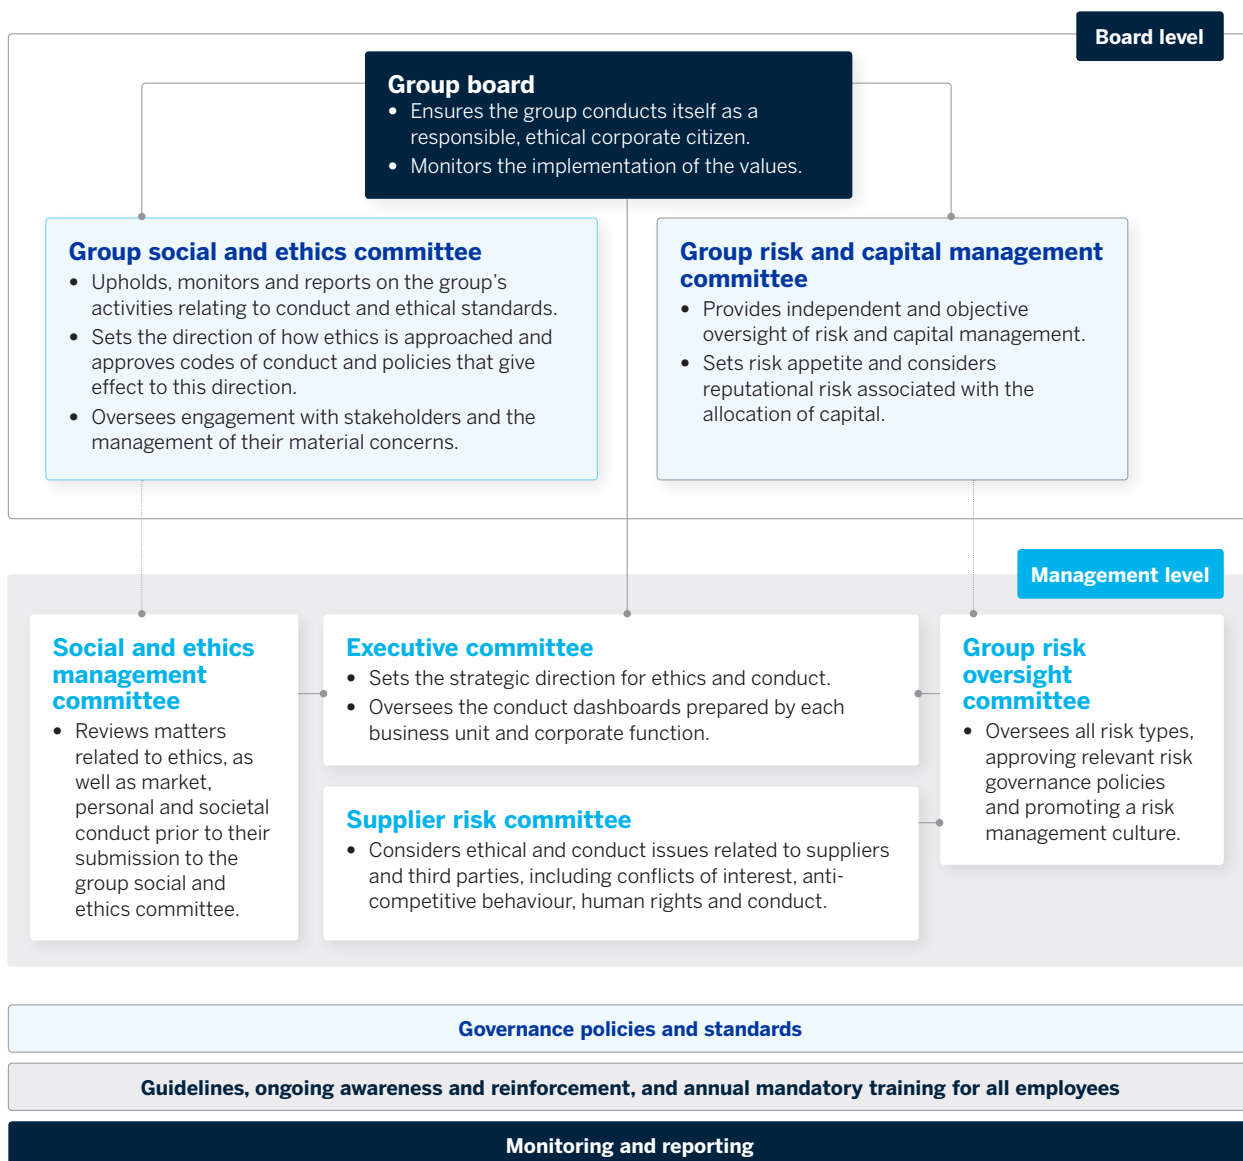 Board level
Group board
• Ensures the group conducts itself as a
responsible, ethical corporate citizen.
• Monitors the implementation of the values.
Group social and ethics committee
• Upholds, monitors and reports on the group’s
activities relating to conduct and ethical standards.
• Sets the direction of how ethics is approached and
approves codes of conduct and policies that give
effect to this direction.
• Oversees engagement with stakeholders and the
management of their material concerns.
Group risk and capital management
committee
• Provides independent and objective
oversight of risk and capital management.
• Sets risk appetite and considers
reputational risk associated with the
allocation of capital.
Management level
Social and ethics
management
committee
• Reviews matters
related to ethics, as
well as market,
personal and societal
conduct prior to their
submission to the
group social and
ethics committee.
Executive committee
• Sets the strategic direction for ethics and conduct.
• Oversees the conduct dashboards prepared by each
business unit and corporate function.
Supplier risk committee
• Considers ethical and conduct issues related to suppliers
and third parties, including conflicts of interest, anti-
competitive behaviour, human rights and conduct.
Group risk
oversight
committee
• Oversees all risk types,
approving relevant risk
governance policies
and promoting a risk
management culture.
Governance policies and standards
Guidelines, ongoing awareness and reinforcement, and annual mandatory training for all employees
Monitoring and reporting